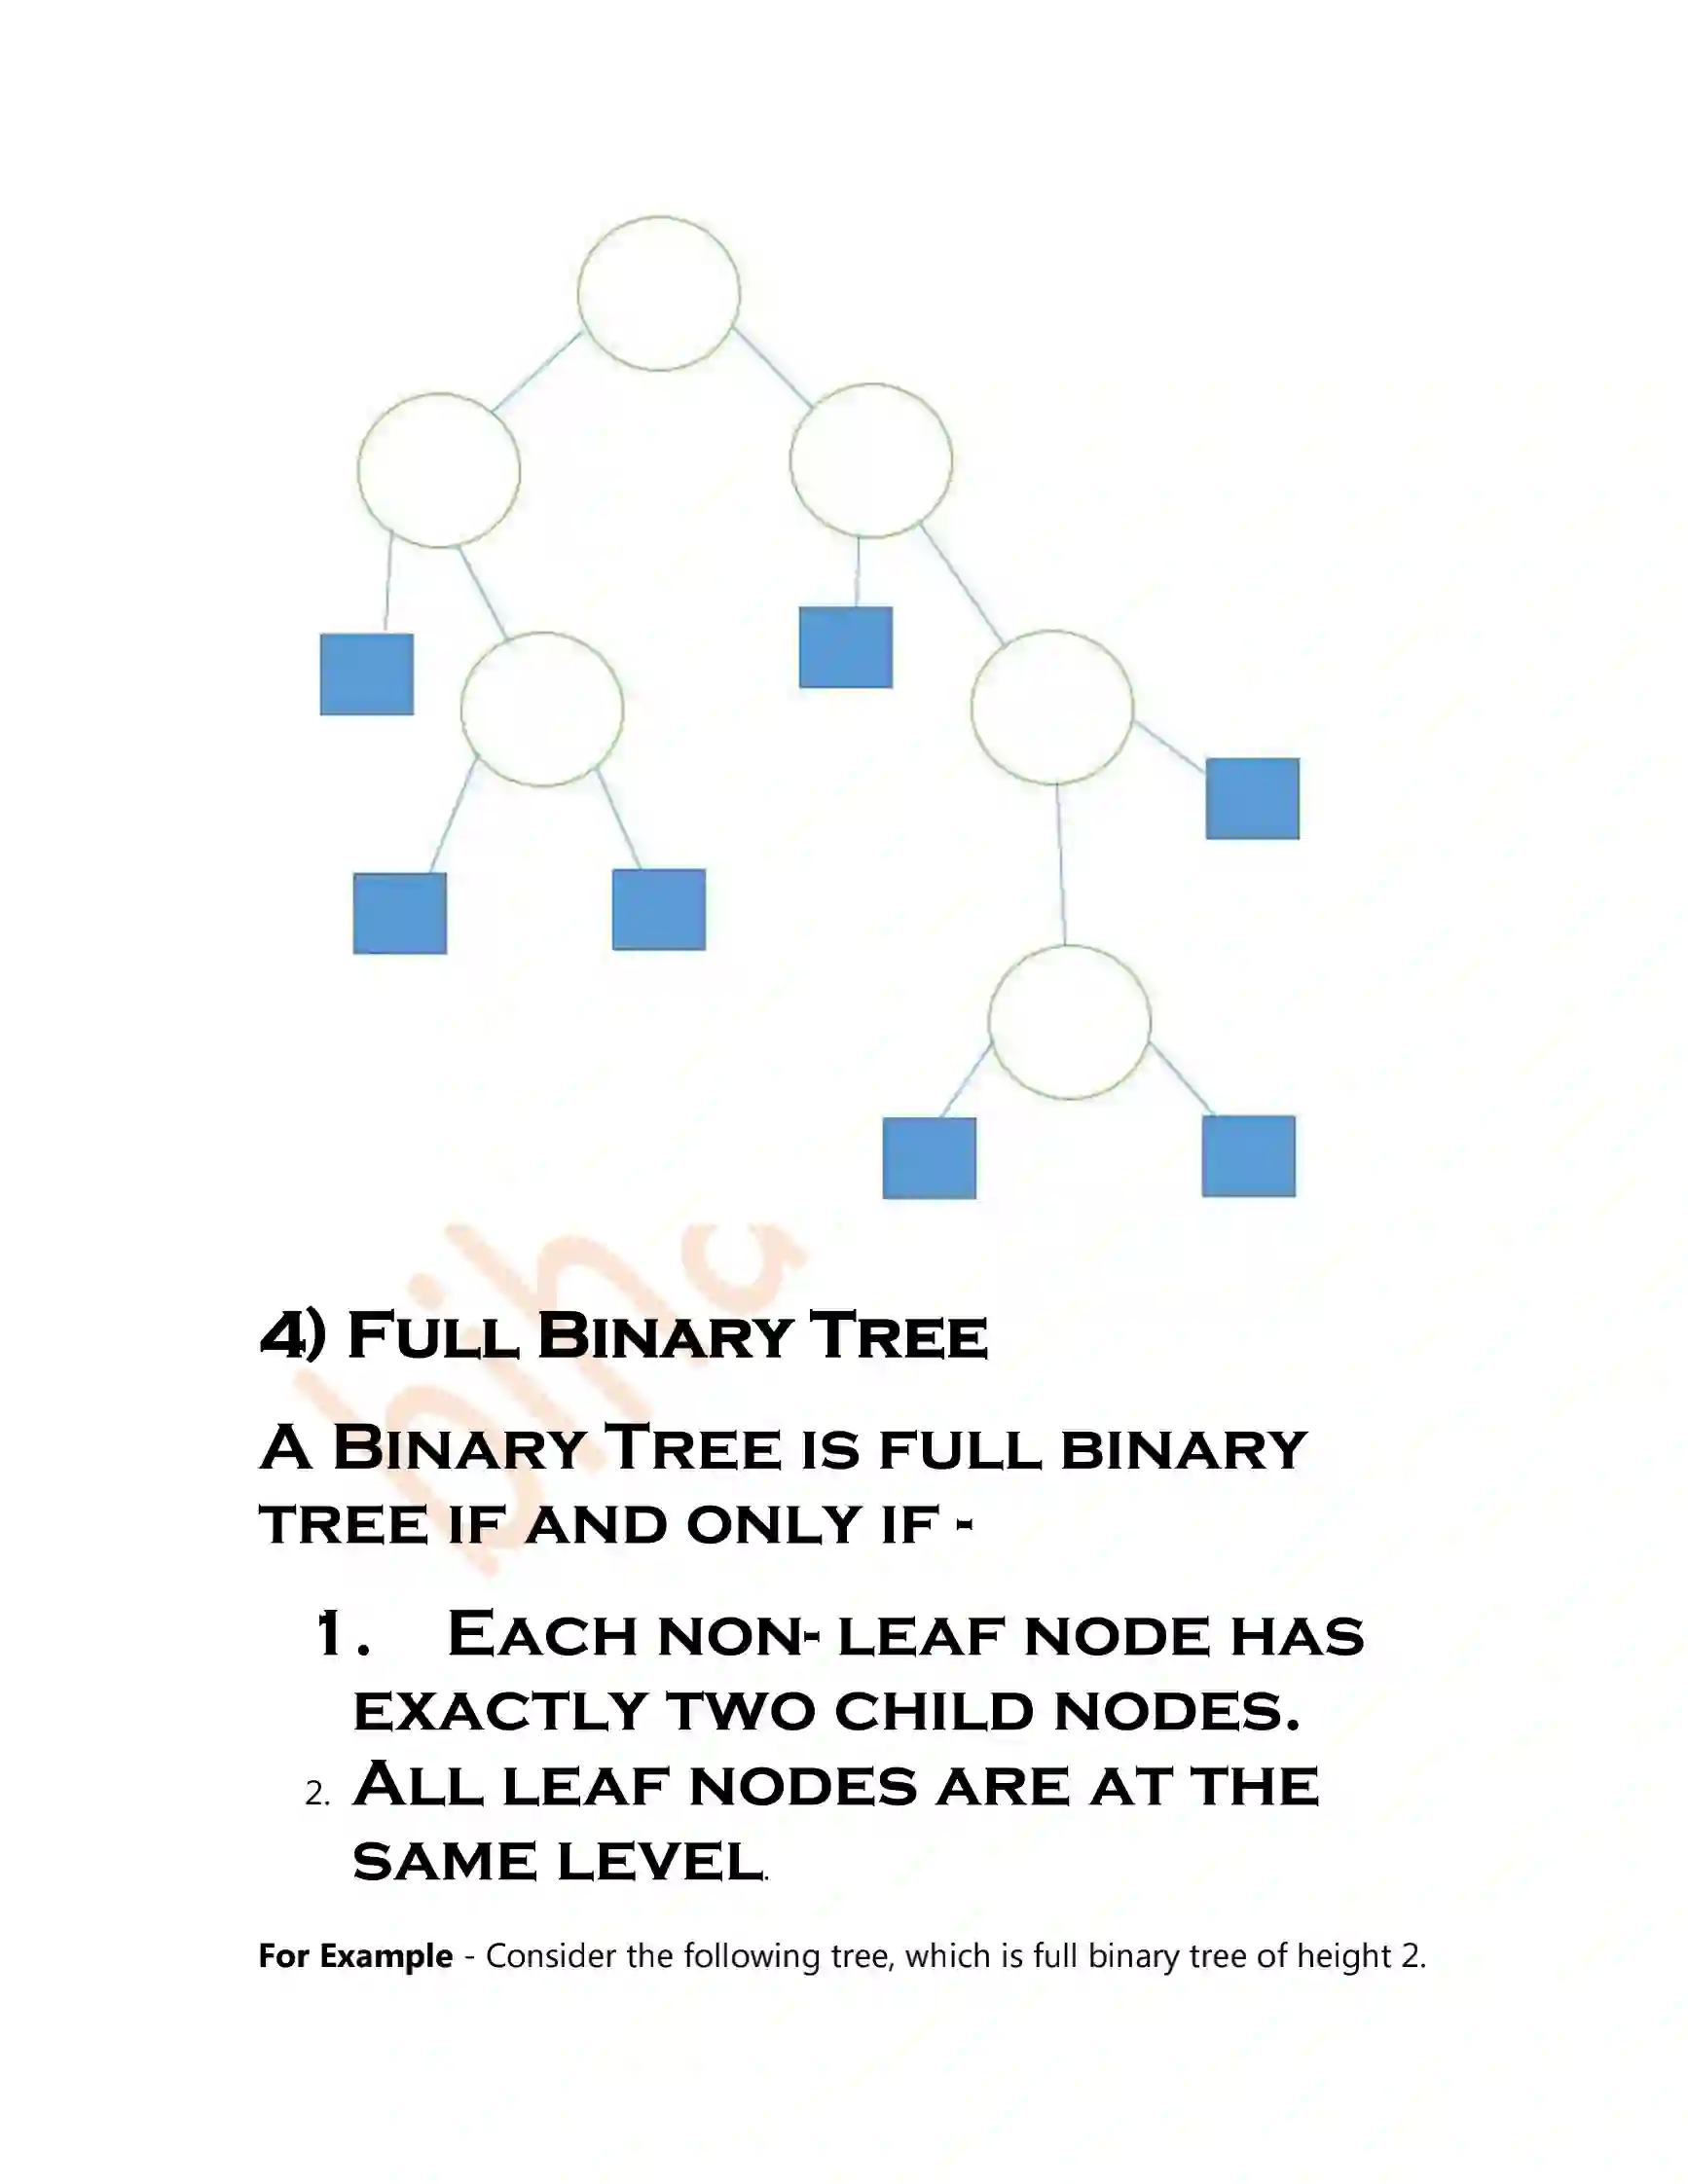 4) Full Binary Tree
A Binary Tree is full binary
tree if and only if -
1. Each non- leaf node has
exactly two child nodes.
2. All leaf nodes are at the
same level.
For Example - Consider the following tree, which is full binary tree of height 2.